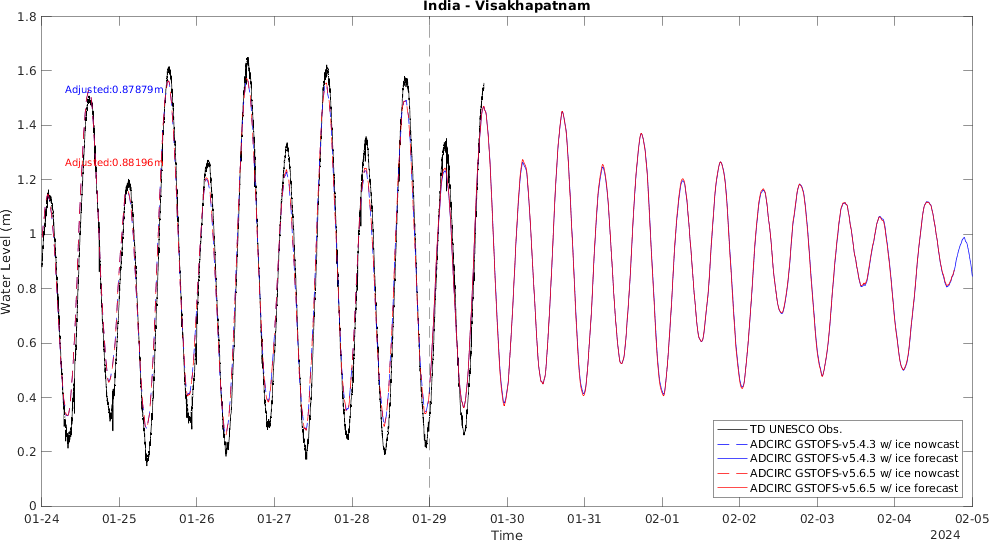 India - Visakhapatnam
1.8
1.6
1.4
1.2
1
0.8
0.6
0.4
0.2
0
Water Level (m)
Adjusted:0.87879m
Adjusted:0.88196m
TD UNESCO Obs.
ADCIRC GSTOFS-v5.4.3 w/ ice nowcast
ADCIRC GSTOFS-v5.4.3 w/ ice forecast
ADCIRC GSTOFS-v5.6.5 w/ ice nowcast
ADCIRC GSTOFS-v5.6.5 w/ ice forecast
01-24 01-25 01-26 01-27 01-28 01-29 01-30 01-31 02-01 02-02 02-03 02-04 02-05
Time
2024